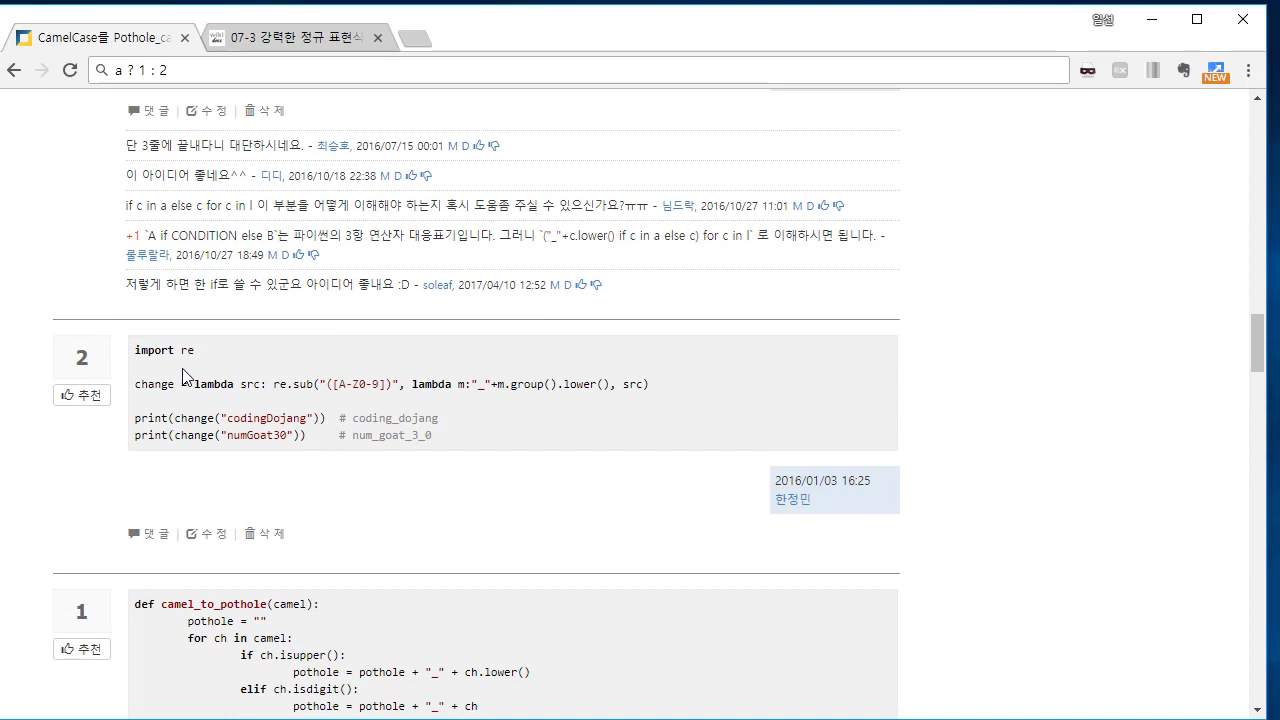 일선
CamelCase를 Pothole_ca
07-3 강력한 정규 표현식
a ? 1 : 2
NEW
댓글 | 수정 | 삭제
단 3줄에 끝내다니 대단하시네요. - 최승호, 2016/07/15 00:01 M D
이 아이디어 좋네요^^ - 디디, 2016/10/18 22:38 M D
if c in a else c for c in l 이 부분을 어떻게 이해해야 하는지 혹시 도움좀 주실 수 있으신가요?ㅠㅠ - 님드락, 2016/10/27 11:01 M D
+1 `A if CONDITION else B`는 파이썬의 3항 연산자 대응표기입니다. 그러니 `("_"+c.lower() if c in a else c) for c in l` 로 이해하시면 됩니다. -
룰루랄라, 2016/10/27 18:49 M D
저렇게 하면 한 if로 쓸 수 있군요 아이디어 좋내요 :D - soleaf, 2017/04/10 12:52 M D
2
추천
import re
change = lambda src: re.sub("([A-Z0-9])", lambda m:"_"+m.group().lower(), src)
print(change("codingDojang")) # coding_dojang
print(change("numGoat30")) # num_goat_3_0
2016/01/03 16:25
한정민
댓글 | 수정 | 삭제
1
추천
def camel_to_pothole(camel):
pothole = ""
for ch in camel:
if ch.isupper():
pothole = pothole + "_" + ch.lower()
elif ch.isdigit():
pothole = pothole + "_" + ch